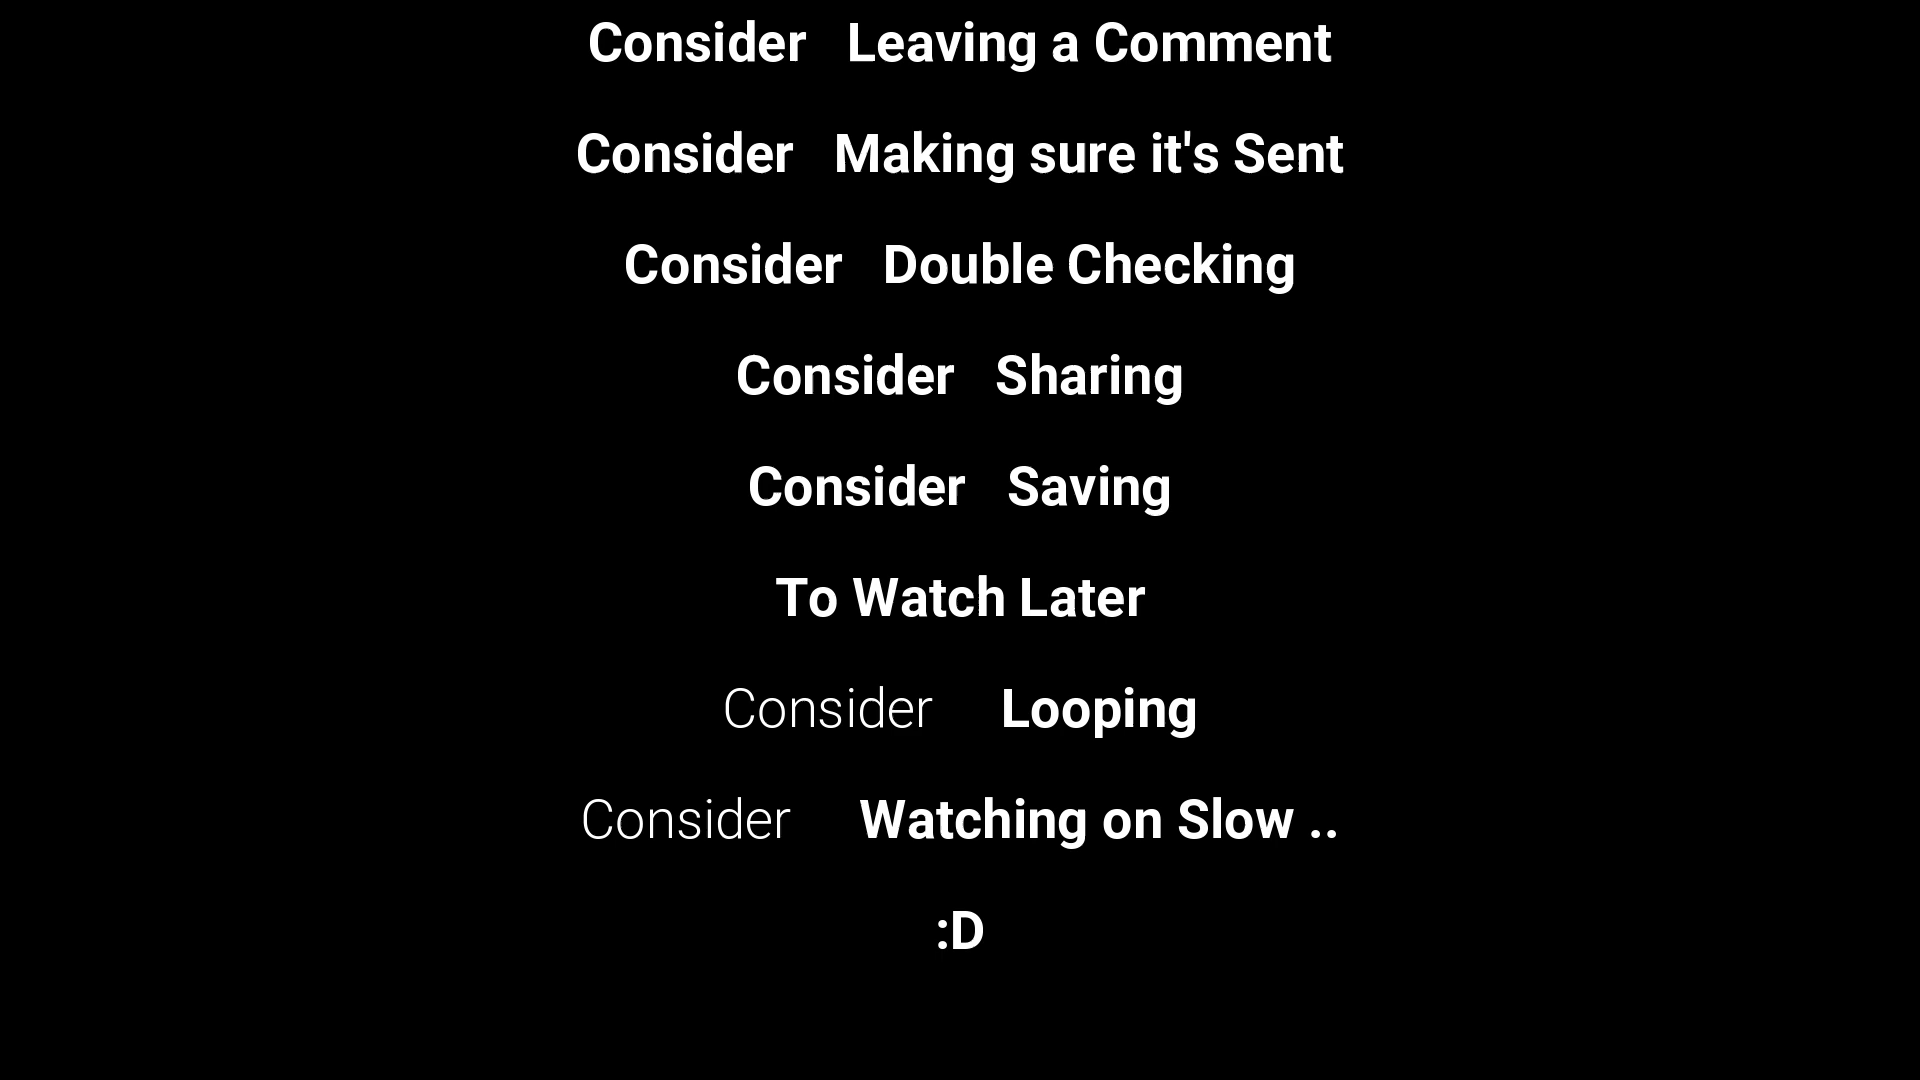 Consider Leaving a Comment
Consider Making sure it's Sent
Consider Double Checking
Consider Sharing
Consider Saving
To Watch Later
Consider Looping
Consider Watching on Slow ..
:D